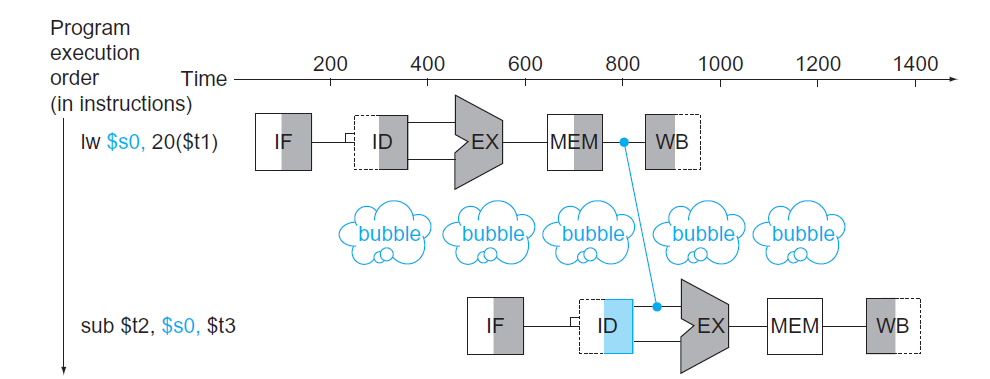 Program
execution
order
(in instructions)
Time
200 400 600 800 1000 1200 1400
lw $s0, 20($t1)
IF ID EX MEM WB
bubble bubble bubble bubble bubble
sub $t2, $s0, $t3
IF ID EX MEM WB